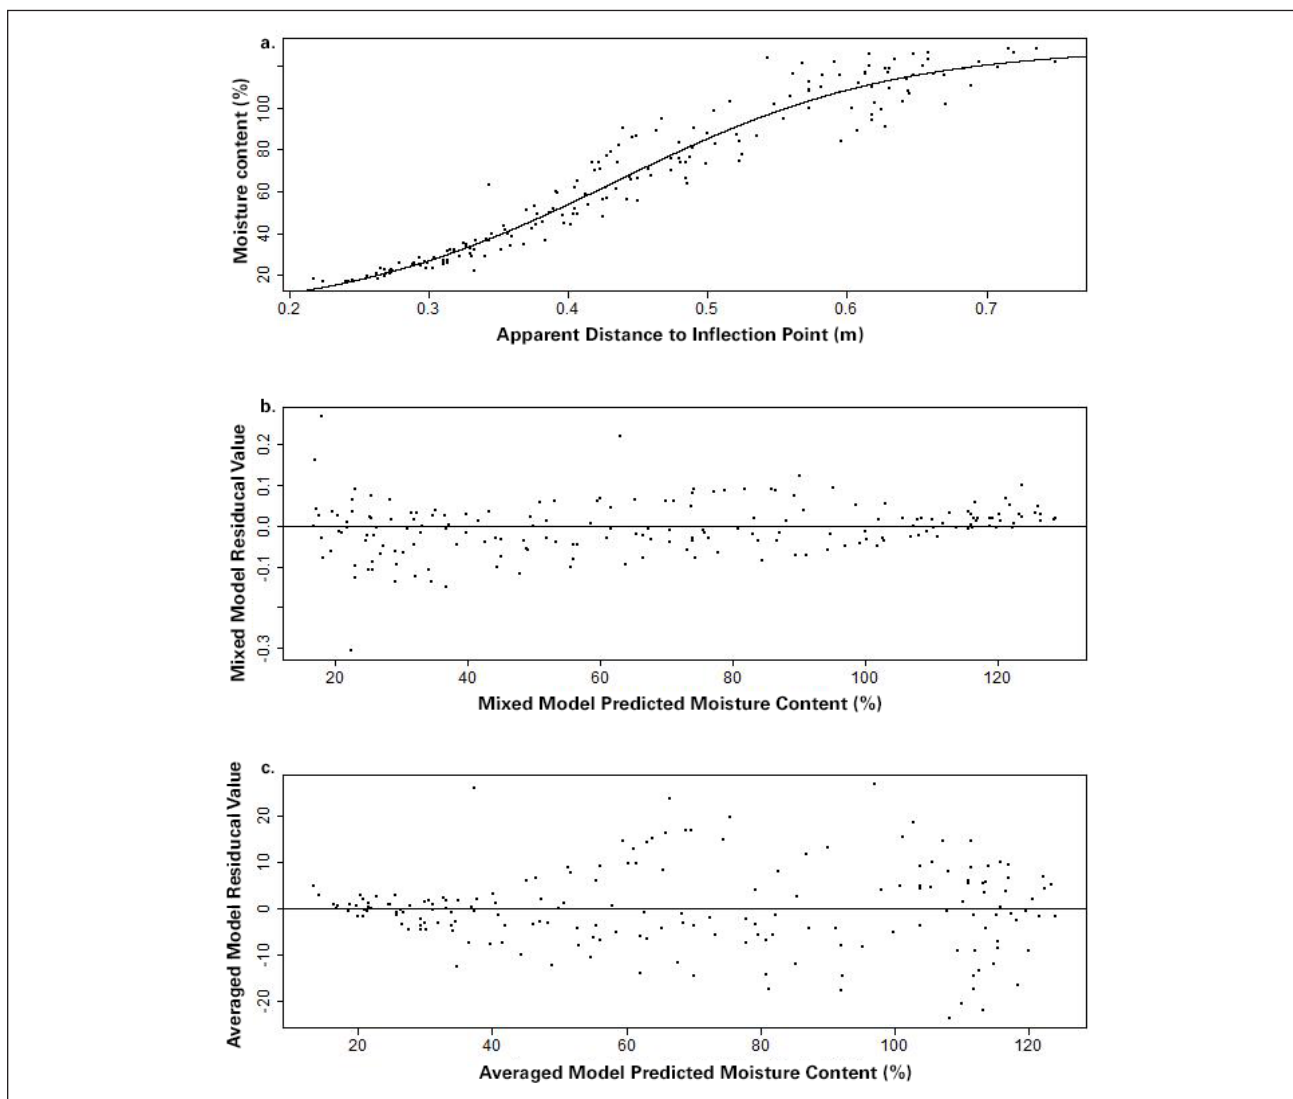 a.
Moisture content (%)
100
80
60
40
20
0.2 0.3 0.4 0.5 0.6 0.7
Apparent Distance to Inflection Point (m)
b.
Mixed Model Residucal Value
0.2
0.1
0.0
-0.1
-0.3
20 40 60 80 100 120
Mixed Model Predicted Moisture Content (%)
c.
Averaged Model Residucal Value
20
10
0
-10
-20
20 40 60 80 100 120
Averaged Model Predicted Moisture Content (%)